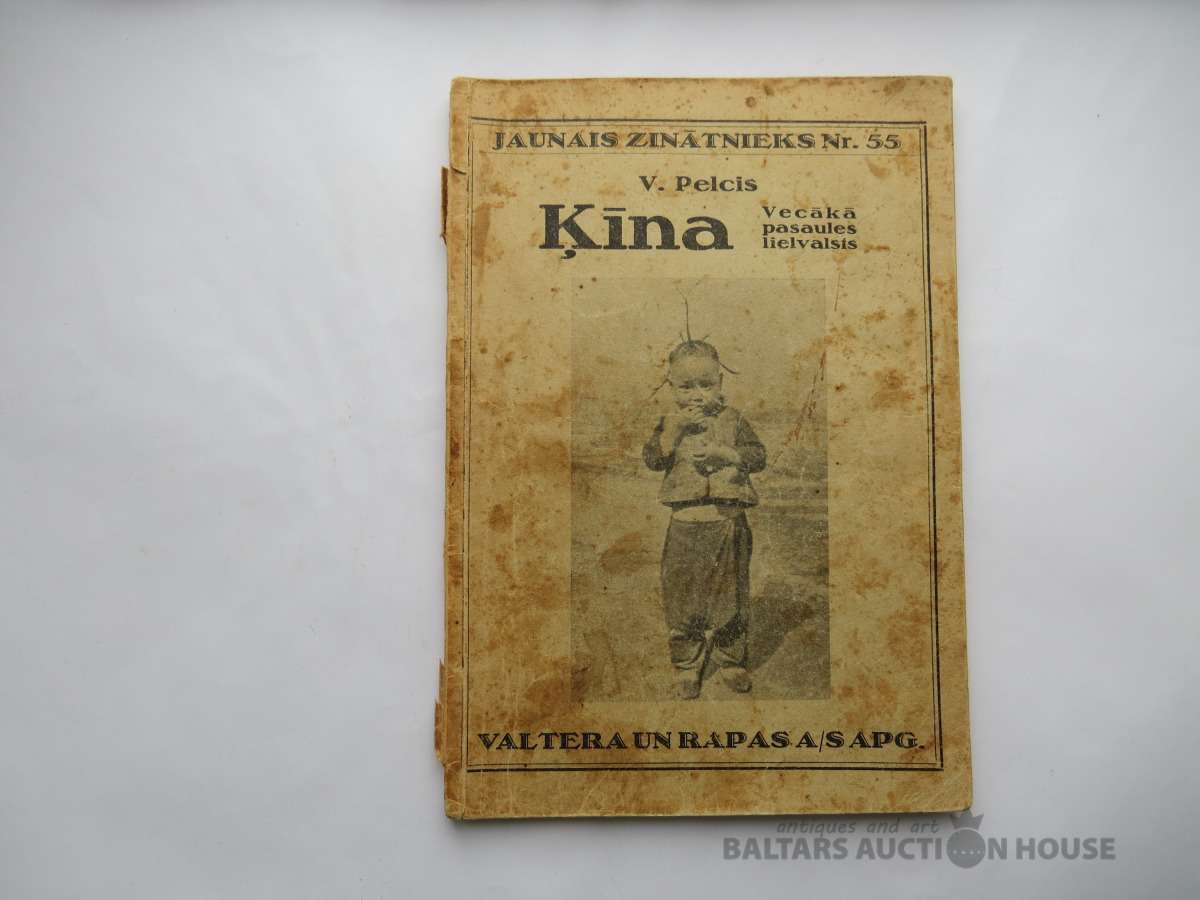 JAUNAIS ZINĀTNIEKS Nr. 55
V. Pelcis
Ķīna
Vecākā
pasaules
lielvalsts
VALTERA UN RAPAS A/S APG.
antiques and art
BALTARS AUCTION HOUSE